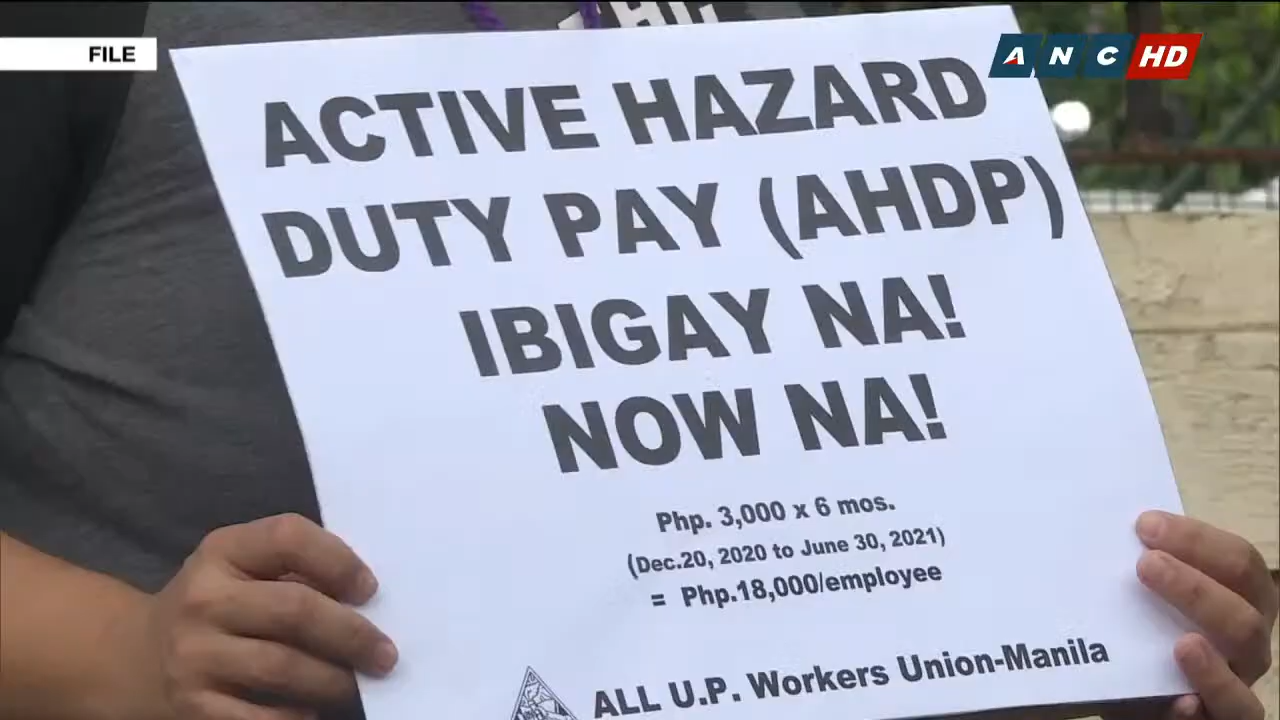 FILE
ANC HD
ACTIVE HAZARD
DUTY PAY (AHDP)
IBIGAY NA!
NOW NA!
Php. 3,000 x 6 mos.
(Dec.20, 2020 to June 30, 2021)
= Php.18,000/employee
ALL U.P. Workers Union-Manila